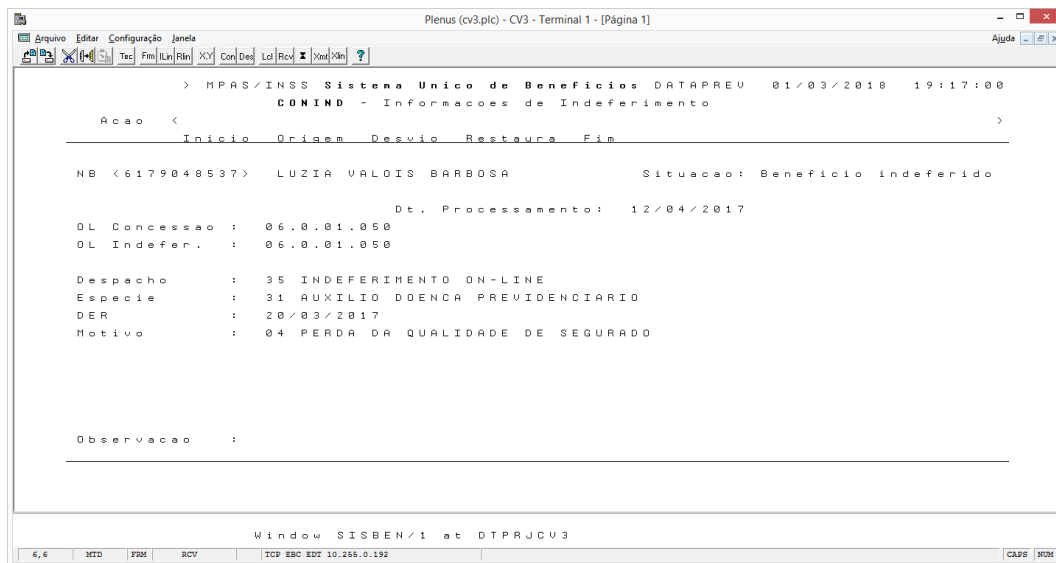 Plenus (cv3.plc) - CV3 - Terminal 1 - [Página 1]
Arquivo Editar Configuração Janela Ajuda
Tec Frm ILin Rlin X,Y Con Des Lcl Rcv Xmt Xlin ?
> MPAS/INSS Sistema Unico de Beneficios DATAPREV 01/03/2018 19:17:00
CONIND - Informacoes de Indeferimento
Acao < >
Inicio Origem Desvio Restaura Fim
NB <6179048537> LUZIA VALOIS BARBOSA Situacao: Beneficio indeferido
Dt. Processamento: 12/04/2017
OL Concessao : 06.0.01.050
OL Indefer. : 06.0.01.050
Despacho : 35 INDEFERIMENTO ON-LINE
Especie : 31 AUXILIO DOENCA PREVIDENCIARIO
DER : 20/03/2017
Motivo : 04 PERDA DA QUALIDADE DE SEGURADO
Observacao :
Window SISBEN/1 at DTPRJCV3
6,6 MTD FRM RCV TCP EBC EDT 10.255.0.192 CAPS NUM